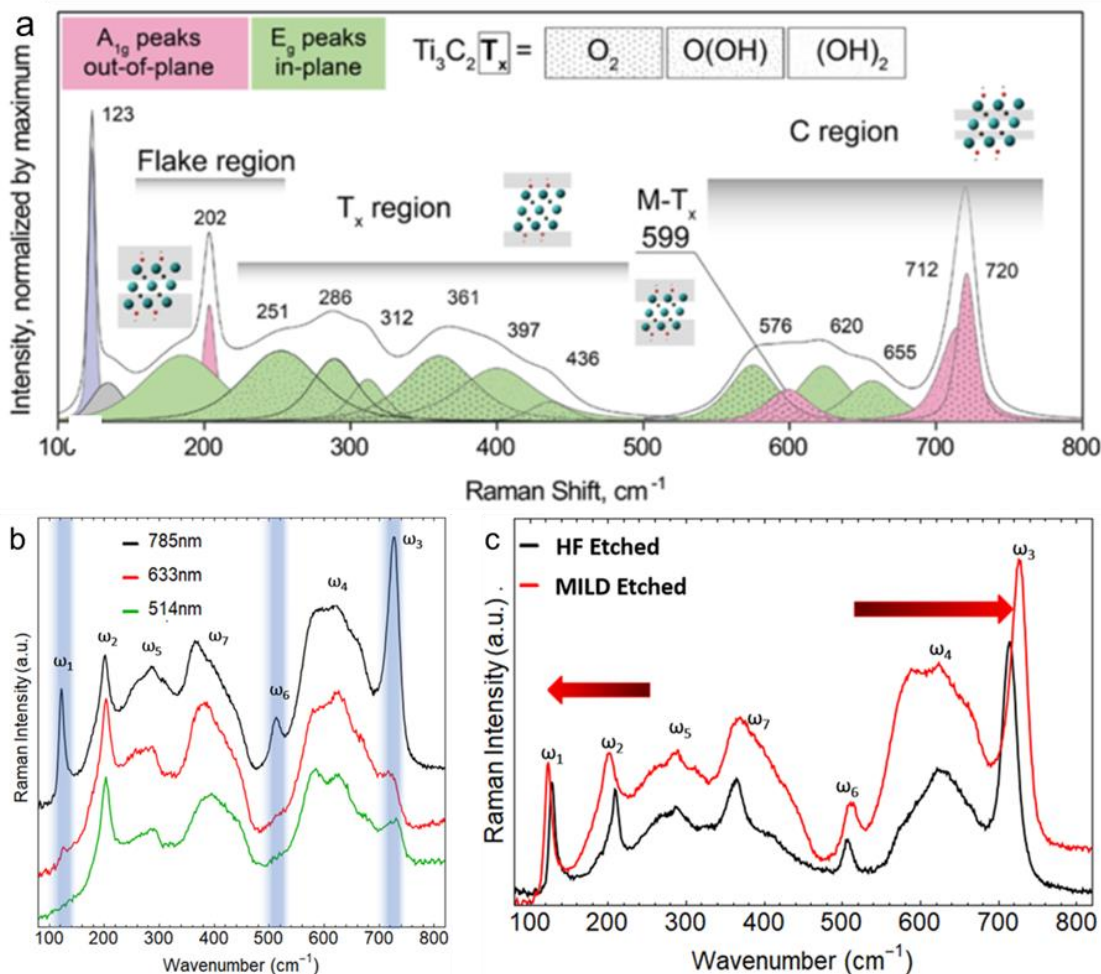 a
A1g peaks
out-of-plane
Eg peaks
in-plane
Ti3C2 Tx =
O2
O(OH)
(OH)2
123
Flake region
202
Tx region
251
286
312
361
397
436
M-Tx
599
C region
576
620
655
712
720
Intensity, normalized by maximum
100 200 300 400 500 600 700 800
Raman Shift, cm-1
b
785nm
633nm
514nm
ω1
ω2
ω5
ω7
ω6
ω4
ω3
Raman Intensity (a.u.)
100 200 300 400 500 600 700 800
Wavenumber (cm−1)
c
HF Etched
MILD Etched
ω1
ω2
ω5
ω7
ω6
ω4
ω3
Raman Intensity (a.u.) .
100 200 300 400 500 600 700 800
Wavenumber (cm−1)